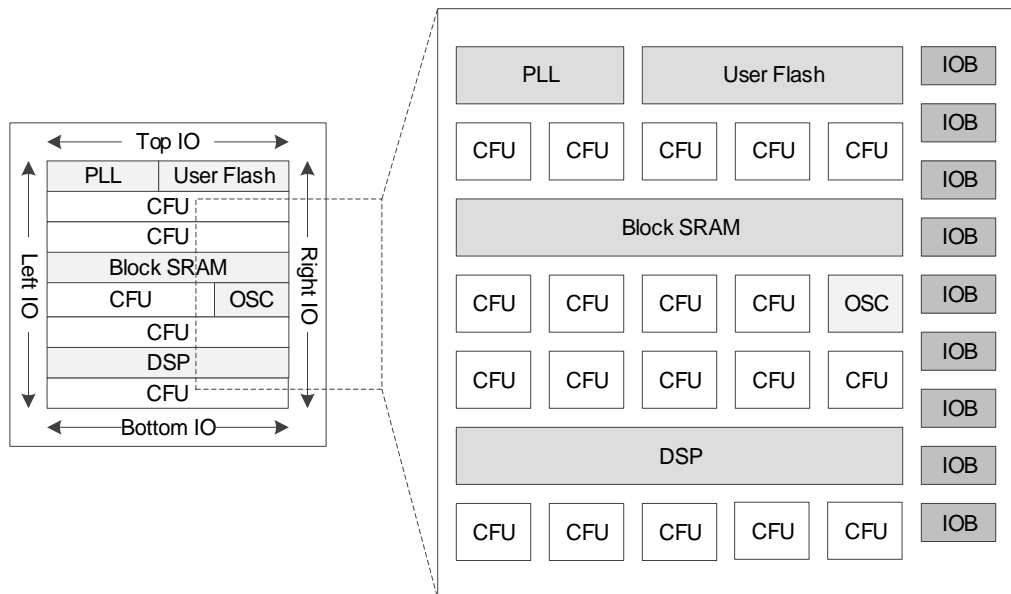 Top IO
PLL User Flash
CFU
CFU
Block SRAM
CFU OSC
CFU
DSP
CFU
Left IO
Right IO
Bottom IO
PLL User Flash IOB
CFU CFU CFU CFU CFU IOB
IOB
Block SRAM IOB
CFU CFU CFU CFU OSC IOB
IOB
CFU CFU CFU CFU CFU IOB
DSP IOB
CFU CFU CFU CFU CFU IOB